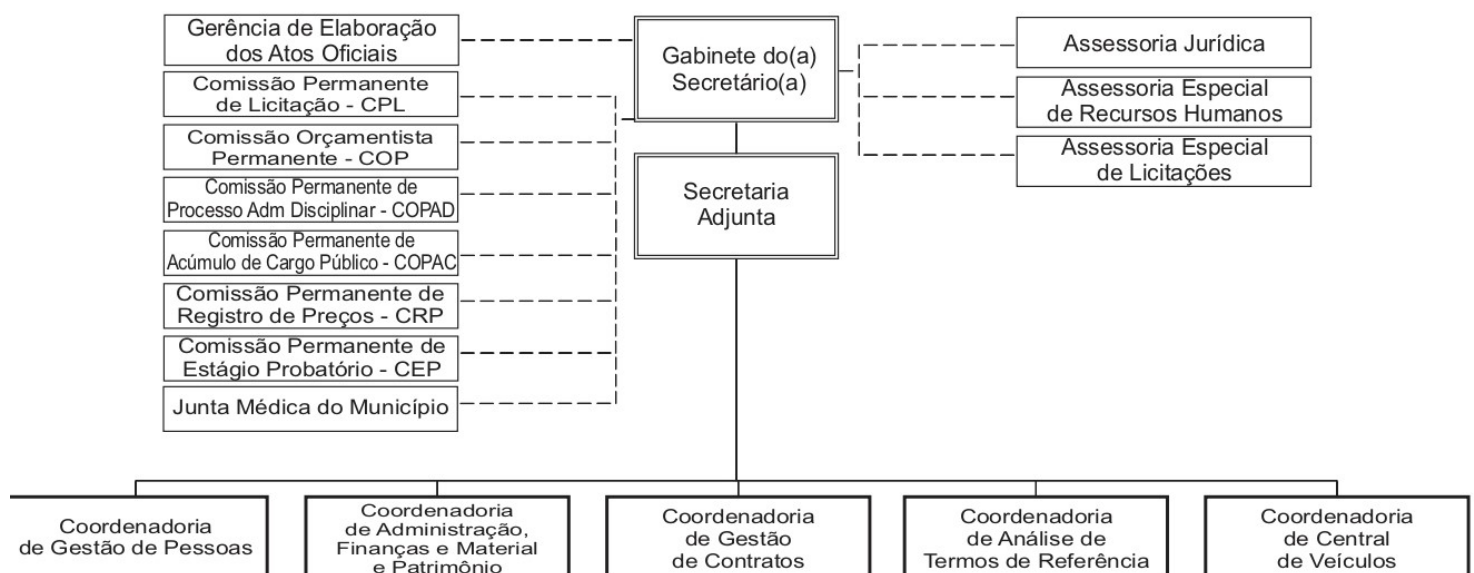 Gerência de Elaboração
dos Atos Oficiais
Comissão Permanente
de Licitação - CPL
Comissão Orçamentista
Permanente - COP
Comissão Permanente de
Processo Adm Disciplinar - COPAD
Comissão Permanente de
Acúmulo de Cargo Público - COPAC
Comissão Permanente de
Registro de Preços - CRP
Comissão Permanente de
Estágio Probatório - CEP
Junta Médica do Município
Gabinete do(a)
Secretário(a)
Secretaria
Adjunta
Assessoria Jurídica
Assessoria Especial
de Recursos Humanos
Assessoria Especial
de Licitações
Coordenadoria
de Gestão de Pessoas
Coordenadoria
de Administração,
Finanças e Material
e Patrimônio
Coordenadoria
de Gestão
de Contratos
Coordenadoria
de Análise de
Termos de Referência
Coordenadoria
de Central
de Veículos